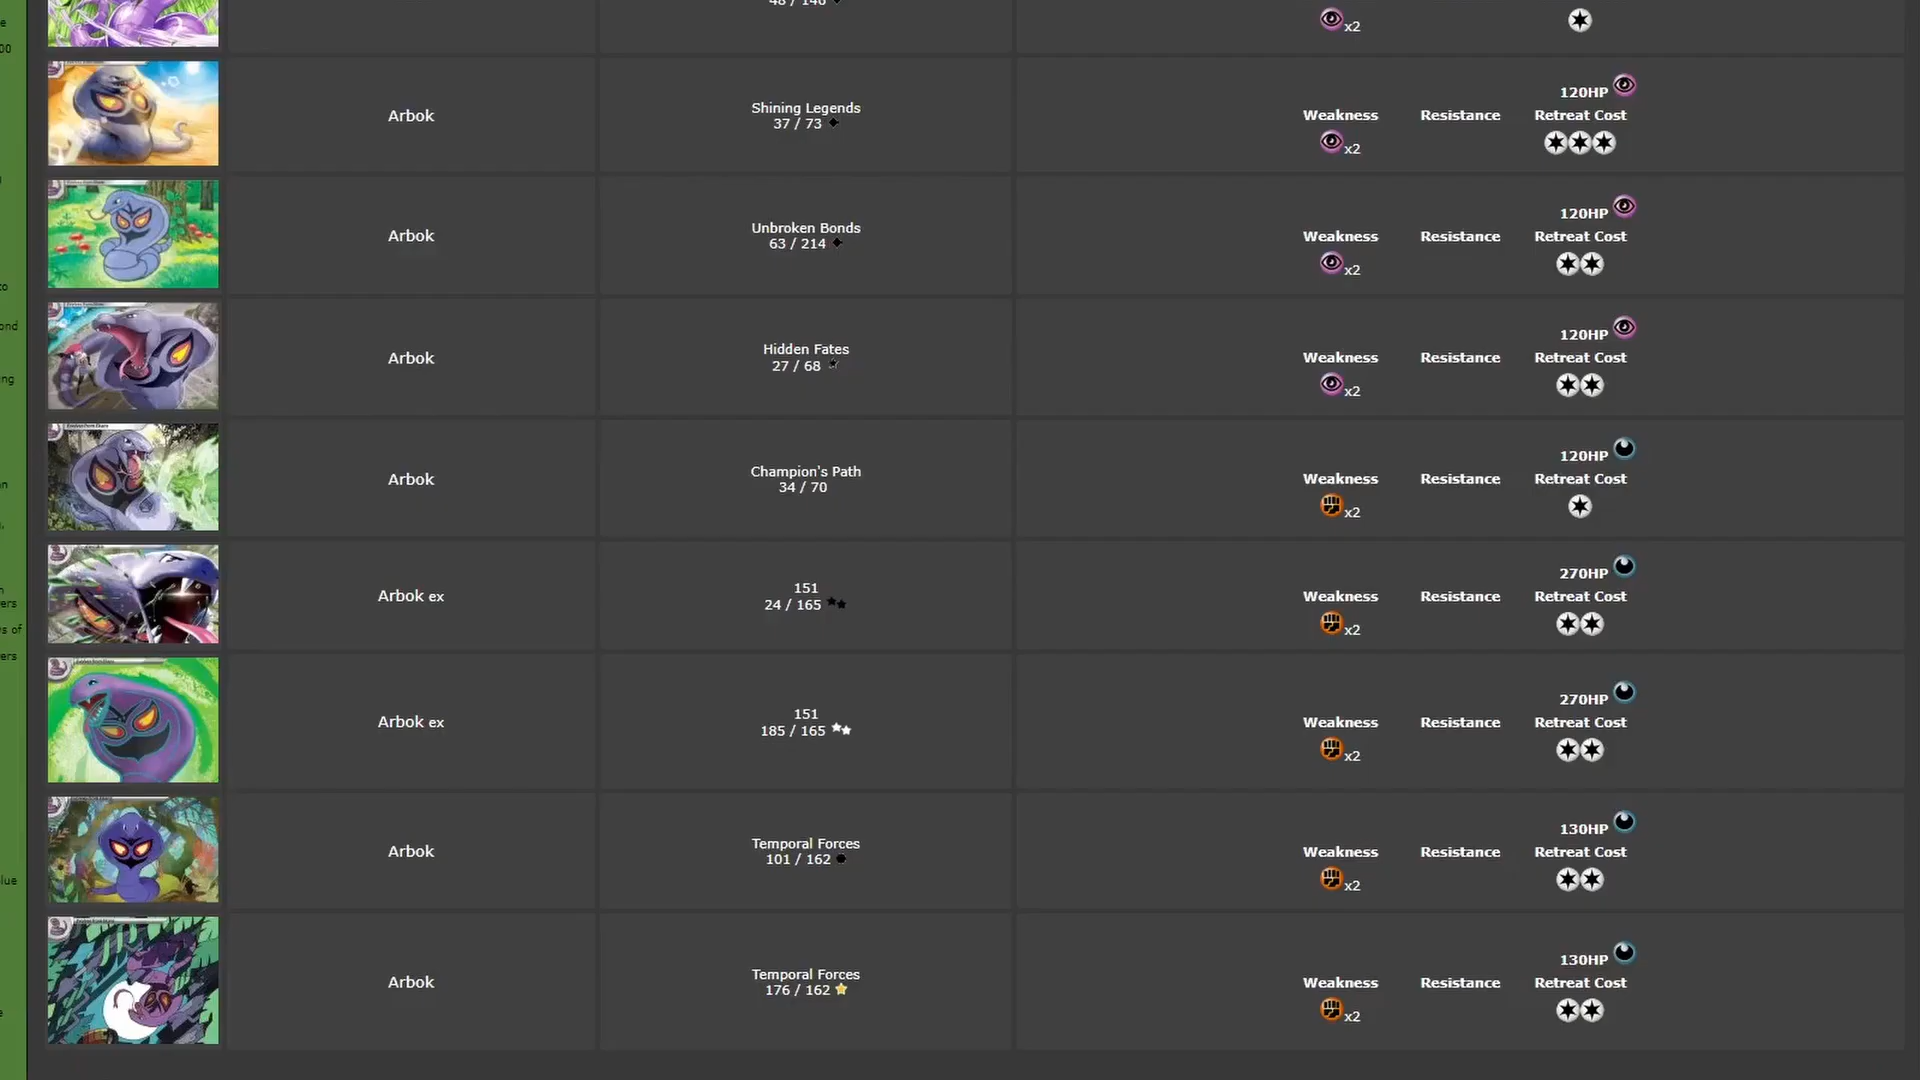 48 / 146
x2
Arbok
Shining Legends
37 / 73
120HP
Weakness Resistance Retreat Cost
x2
Arbok
Unbroken Bonds
63 / 214
120HP
Weakness Resistance Retreat Cost
x2
Arbok
Hidden Fates
27 / 68
120HP
Weakness Resistance Retreat Cost
x2
Arbok
Champion's Path
34 / 70
120HP
Weakness Resistance Retreat Cost
x2
Arbok ex
151
24 / 165
270HP
Weakness Resistance Retreat Cost
x2
Arbok ex
151
185 / 165
270HP
Weakness Resistance Retreat Cost
x2
Arbok
Temporal Forces
101 / 162
130HP
Weakness Resistance Retreat Cost
x2
Arbok
Temporal Forces
176 / 162
130HP
Weakness Resistance Retreat Cost
x2